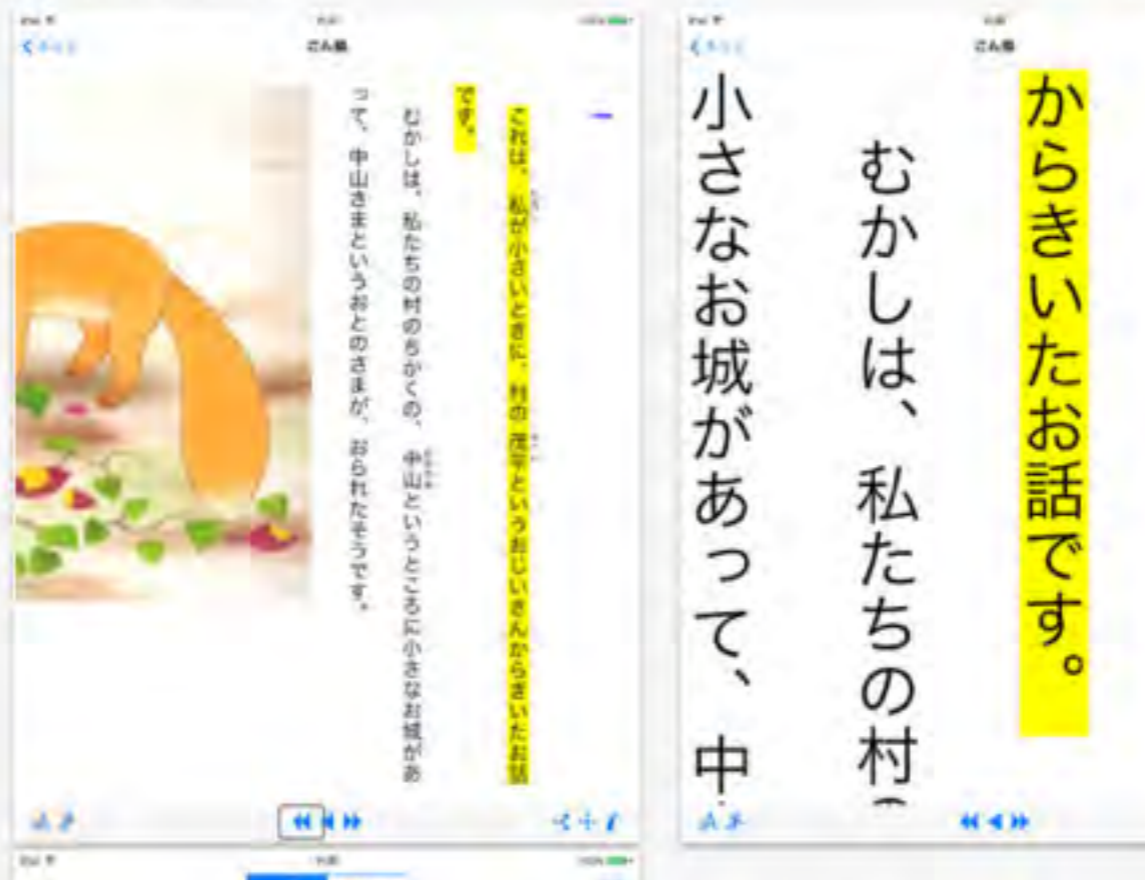 ごん狐
一
これは、私が小さいときに、村の茂平というおじいさんからきいたお話
です。
むかしは、私たちの村のちかくの、中山というところに小さなお城があ
って、中山さまというおとのさまが、おられたそうです。
ごん狐
からきいたお話です。
むかしは、私たちの村の
小さなお城があって、中